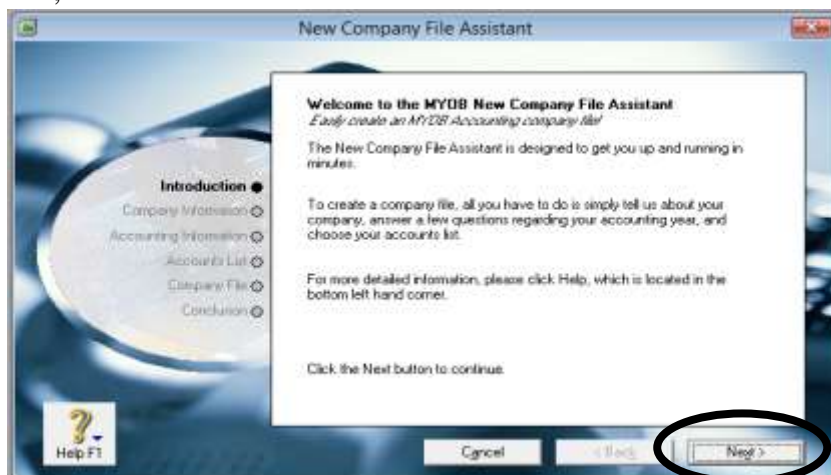 New Company File Assistant
Welcome to the MYOB New Company File Assistant
Easily create an MYOB Accounting company file!
The New Company File Assistant is designed to get you up and running in
minutes.
To create a company file, all you have to do is simply tell us about your
company, answer a few questions regarding your accounting year, and
choose your accounts list.
For more detailed information, please click Help, which is located in the
bottom left hand corner.
Click the Next button to continue.
Introduction
Company Information
Accounting Information
Accounts List
Company File
Conclusion
Help F1
Cancel
< Back
Next >